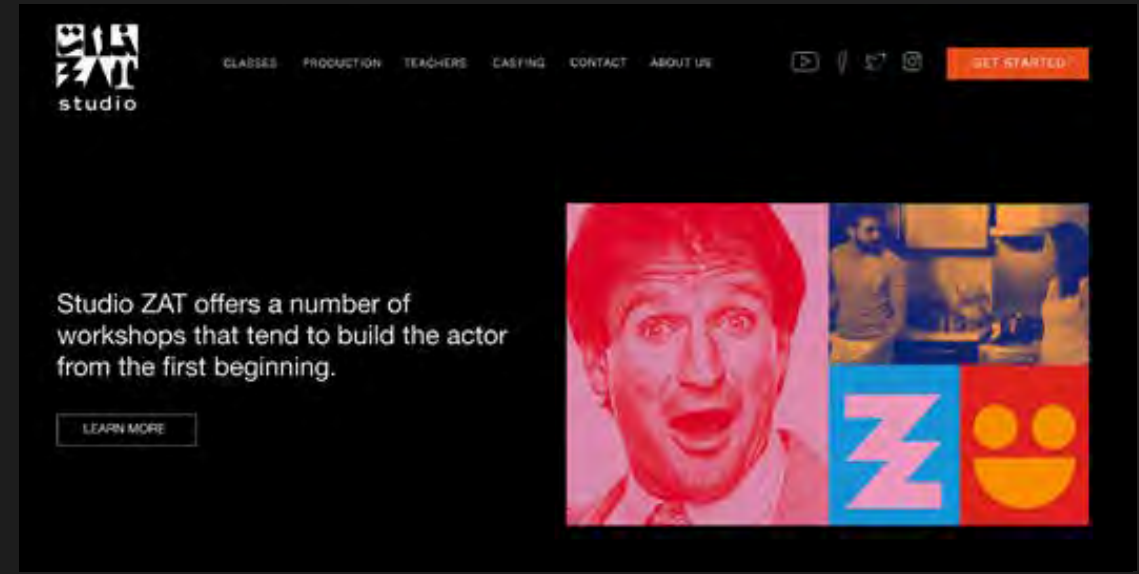 studio
CLASSES PRODUCTION TEACHERS CASTING CONTACT ABOUT US
GET STARTED
Studio ZAT offers a number of
workshops that tend to build the actor
from the first beginning.
LEARN MORE
Z